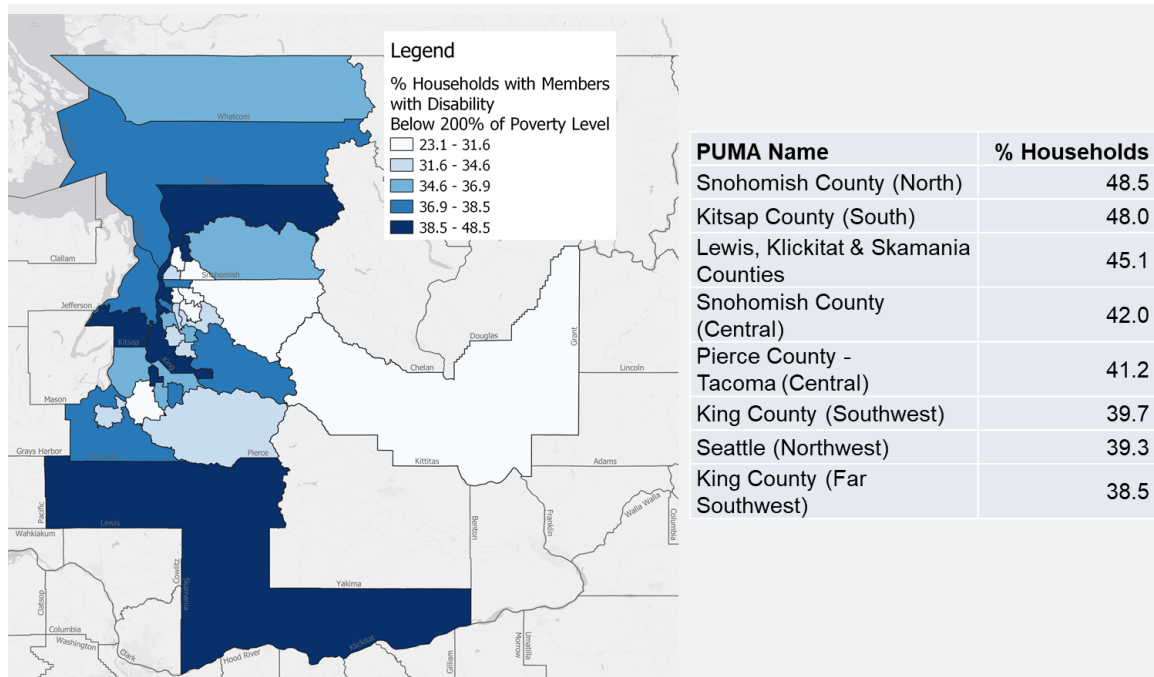 Legend
% Households with Members
with Disability
Below 200% of Poverty Level
23.1 - 31.6
31.6 - 34.6
34.6 - 36.9
36.9 - 38.5
38.5 - 48.5
Whatcom
Clallam
Snohomish
Jefferson
Kitsap
King
Douglas
Grant
Chelan
Lincoln
Mason
Grays Harbor
Pierce
Kittitas
Adams
Pacific
Lewis
Wahkiakum
Cowlitz
Skamania
Benton
Franklin
Walla Walla
Columbia
Yakima
Clatsop
Columbia
Washington
Clark
Hood River
Klickitat
Gilliam
Morrow
Umatilla
PUMA Name % Households
Snohomish County (North) 48.5
Kitsap County (South) 48.0
Lewis, Klickitat & Skamania
Counties 45.1
Snohomish County
(Central) 42.0
Pierce County -
Tacoma (Central) 41.2
King County (Southwest) 39.7
Seattle (Northwest) 39.3
King County (Far
Southwest) 38.5